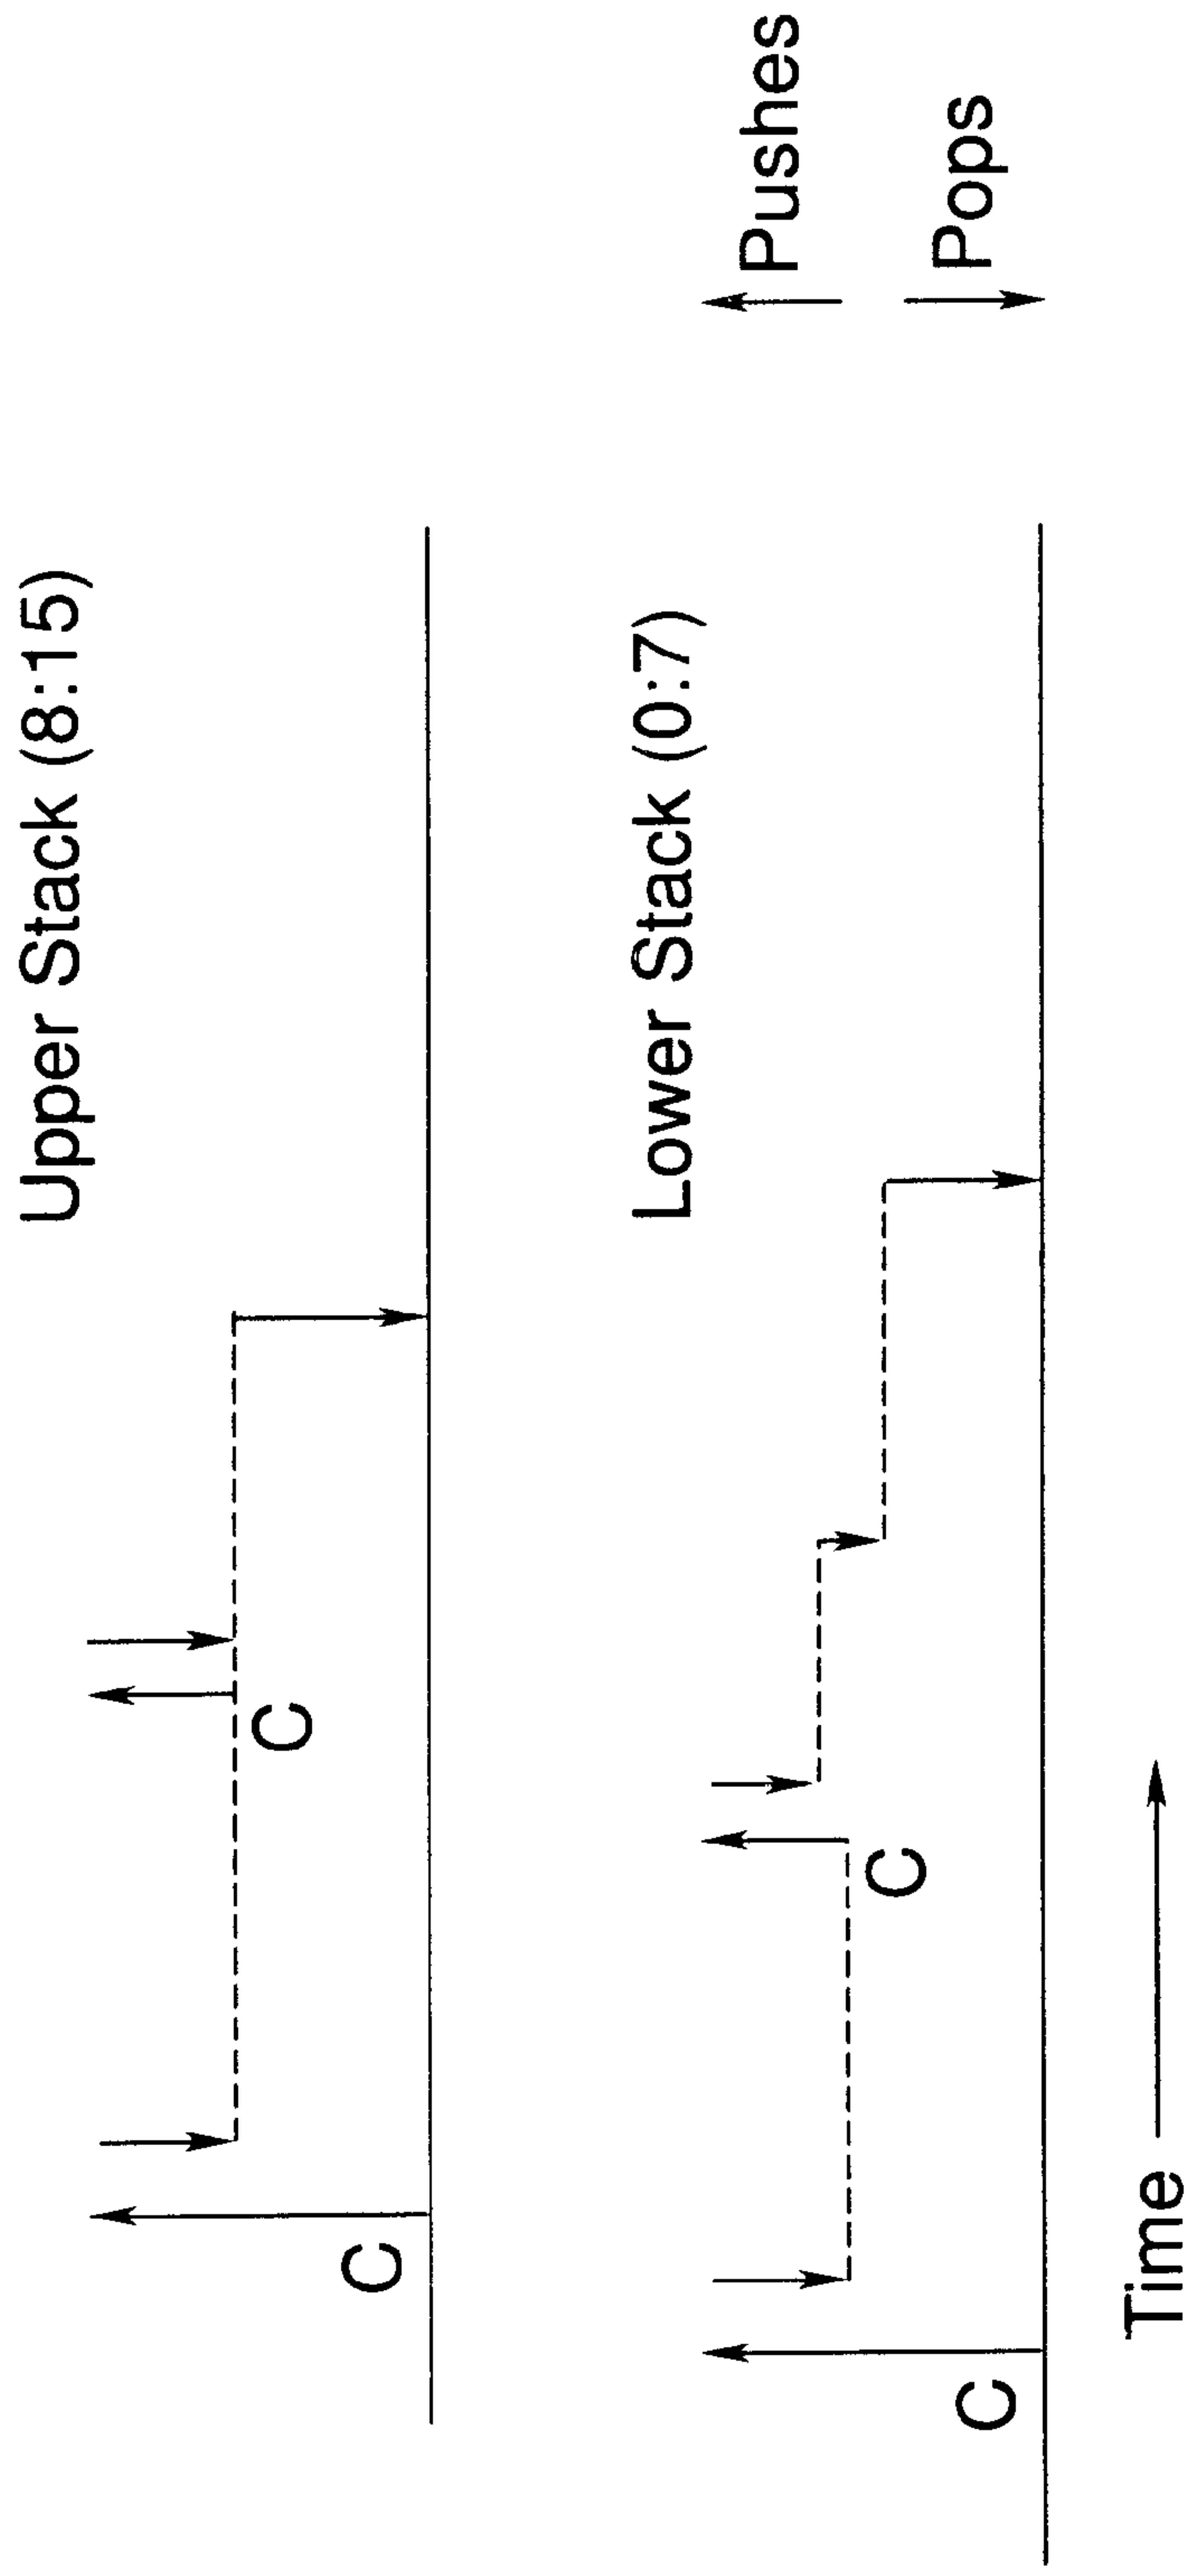 Upper Stack (8:15)
C
C
Lower Stack (0:7)
C
C
Time
Pushes
Pops